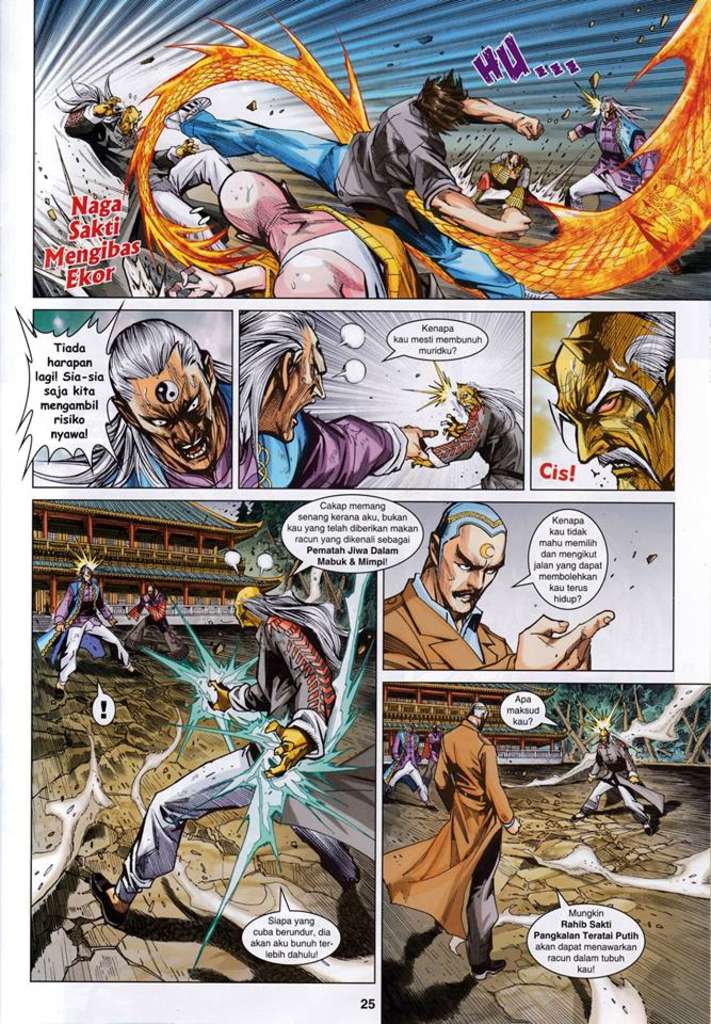 HU...
Naga
Sakti
Mengibas
Ekor
Tiada
harapan
lagi! Sia-sia
saja kita
mengambil
risiko
nyawa!
Kenapa
kau mesti membunuh
muridku?
Cis!
Cakap memang
senang kerana aku, bukan
kau yang telah diberikan makan
racun yang dikenali sebagai
Pematah Jiwa Dalam
Mabuk & Mimpi!
!
Siapa yang
cuba berundur, dia
akan aku bunuh ter-
lebih dahulu!
Kenapa
kau tidak
mahu memilih
dan mengikut
jalan yang dapat
membolehkan
kau terus
hidup?
Apa
maksud
kau?
Mungkin
Rahib Sakti
Pangkalan Teratai Putih
akan dapat menawarkan
racun dalam tubuh
kau!
25